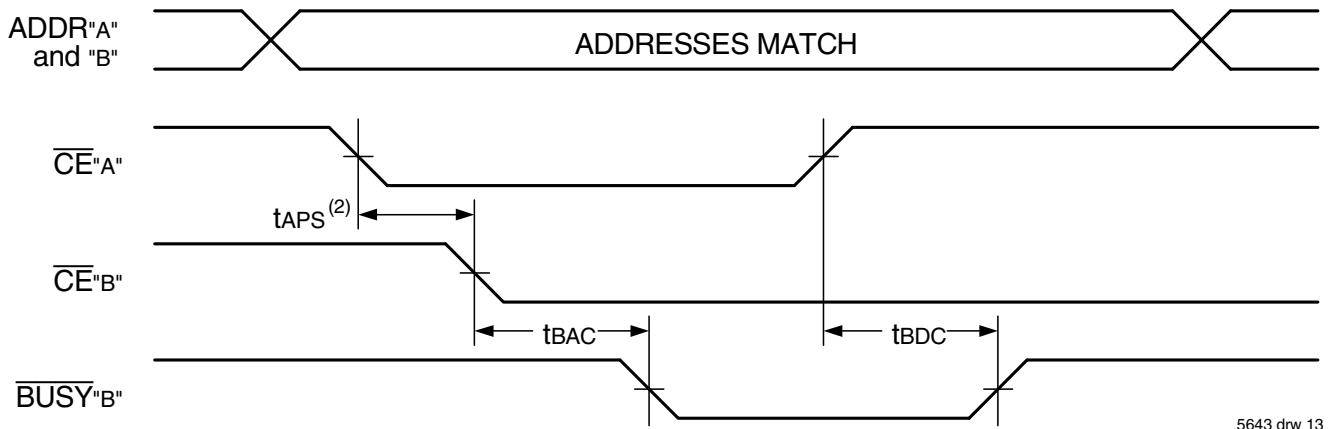 ADDR"A"
and "B"
ADDRESSES MATCH
CE"A"
tAPS (2)
CE"B"
tBAC
tBDC
BUSY"B"
5643 drw 13